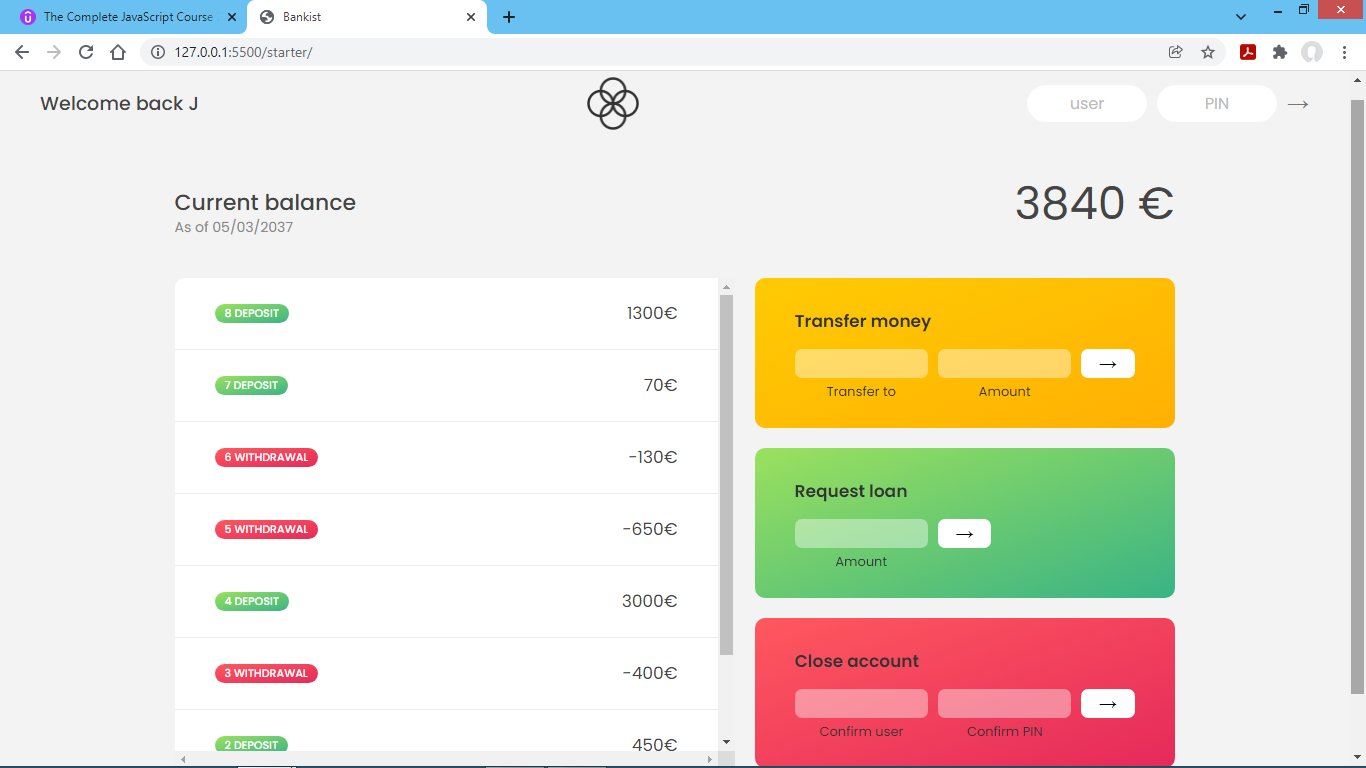 The Complete JavaScript Course
Bankist
127.0.0.1:5500/starter/
Welcome back J
user
PIN
→
Current balance
As of 05/03/2037
3840 €
8 DEPOSIT 1300€
7 DEPOSIT 70€
6 WITHDRAWAL -130€
5 WITHDRAWAL -650€
4 DEPOSIT 3000€
3 WITHDRAWAL -400€
2 DEPOSIT 450€
Transfer money
→
Transfer to Amount
Request loan
→
Amount
Close account
→
Confirm user Confirm PIN